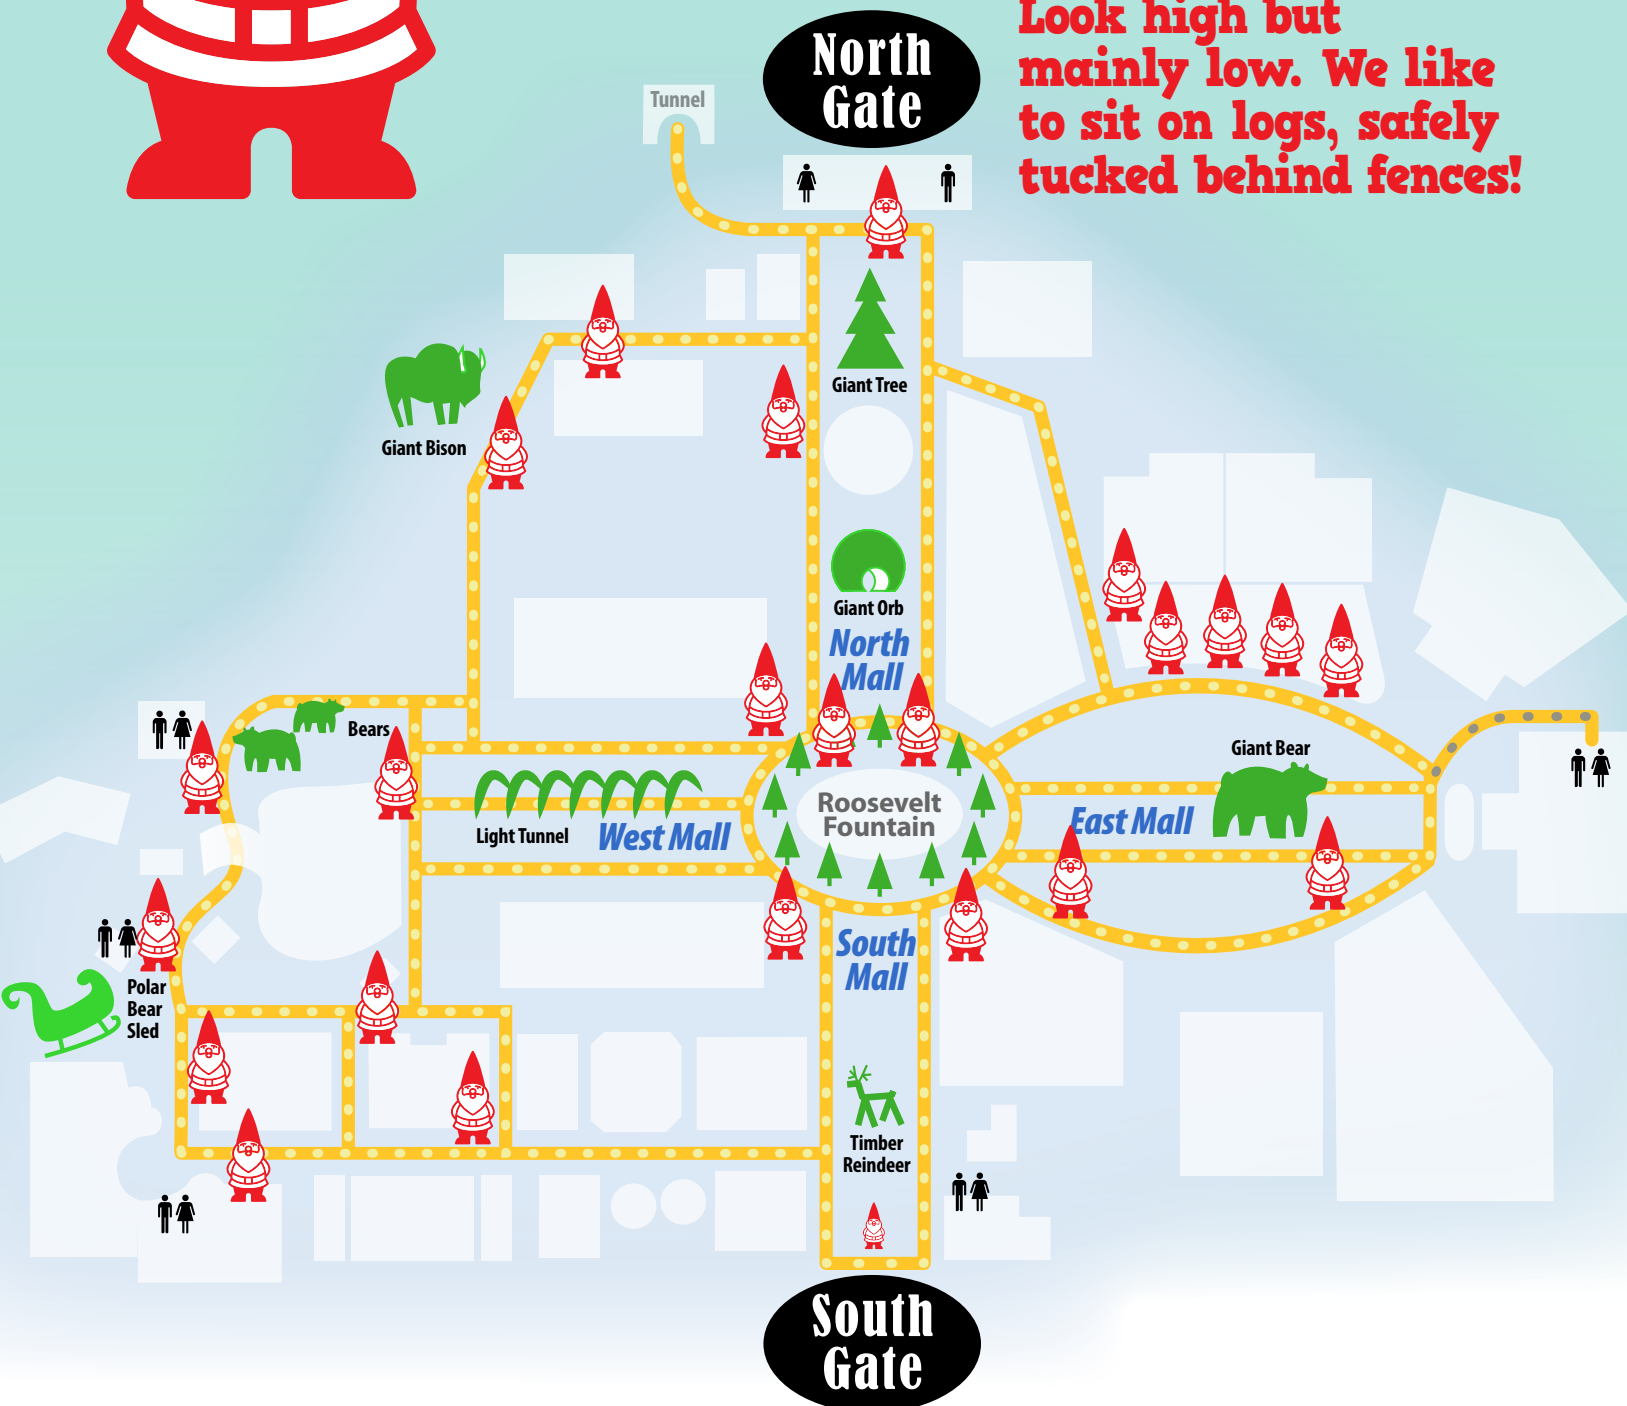 Look high but
mainly low. We like
to sit on logs, safely
tucked behind fences!
North
Gate
Tunnel
Giant Tree
Giant Bison
Giant Orb
North
Mall
Bears
Giant Bear
Roosevelt
Fountain
East Mall
Light Tunnel
West Mall
South
Mall
Polar
Bear
Sled
Timber
Reindeer
South
Gate